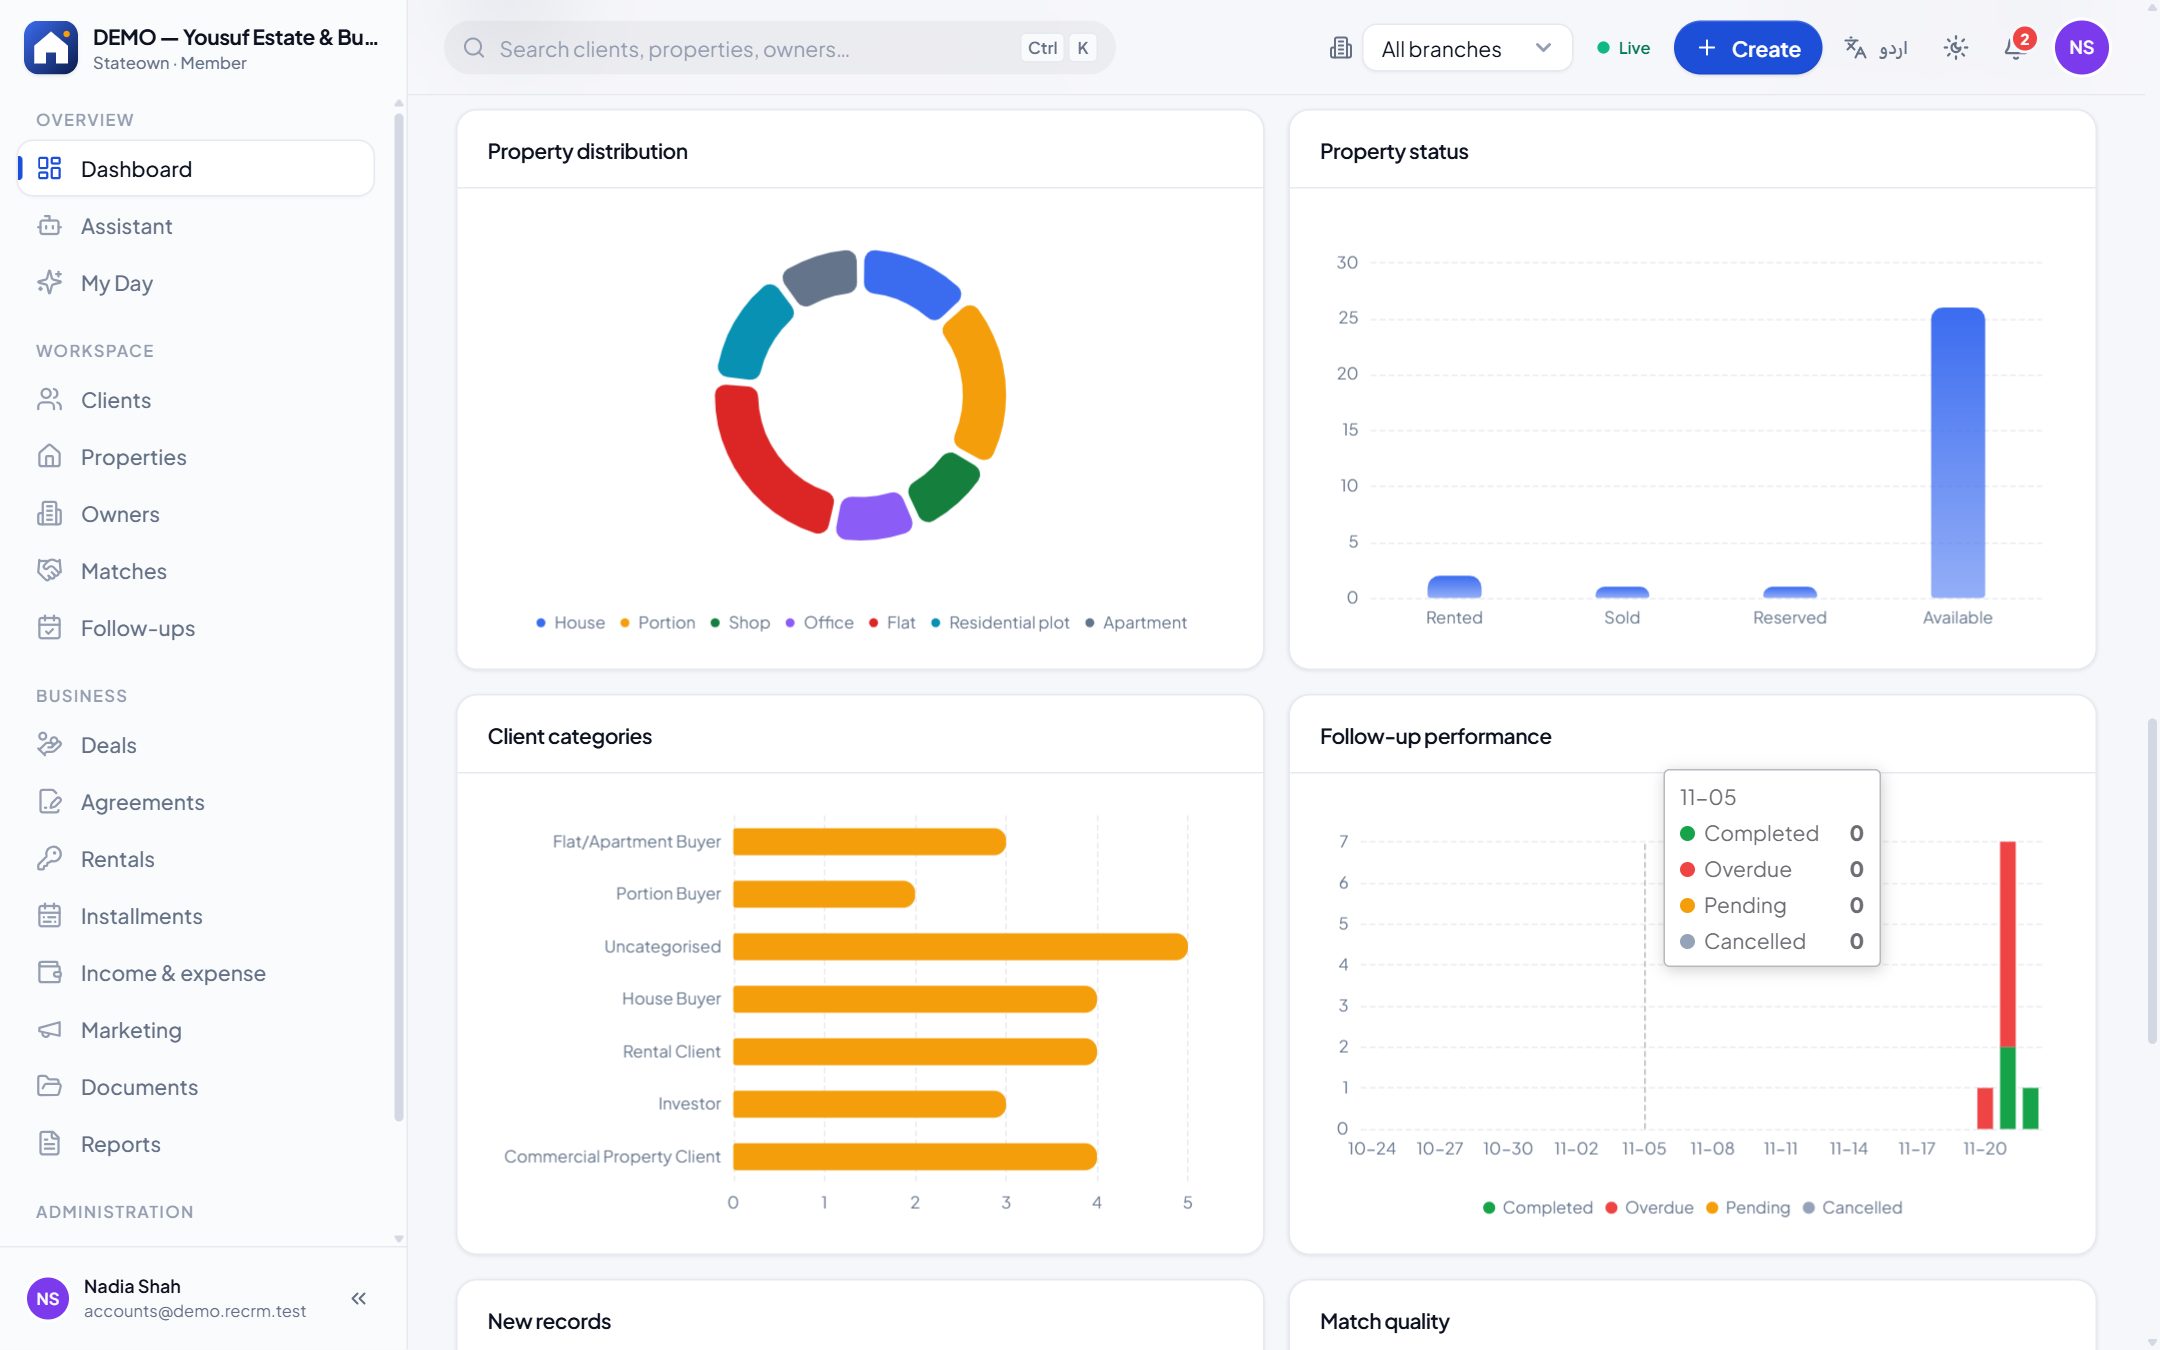 DEMO — Yousuf Estate & Bu...
Stateown · Member
Search clients, properties, owners...
Ctrl K
All branches
Live
Create
اردو
2
NS
OVERVIEW
Dashboard
Assistant
My Day
WORKSPACE
Clients
Properties
Owners
Matches
Follow-ups
BUSINESS
Deals
Agreements
Rentals
Installments
Income & expense
Marketing
Documents
Reports
ADMINISTRATION
NS
Nadia Shah
accounts@demo.recrm.test
Property distribution
House Portion Shop Office Flat Residential plot Apartment
Property status
30
25
20
15
10
5
0
Rented Sold Reserved Available
Client categories
Flat/Apartment Buyer
Portion Buyer
Uncategorised
House Buyer
Rental Client
Investor
Commercial Property Client
0 1 2 3 4 5
Follow-up performance
11-05
Completed 0
Overdue 0
Pending 0
Cancelled 0
7
6
5
4
3
2
1
0
10-24 10-27 10-30 11-02 11-05 11-08 11-11 11-14 11-17 11-20
Completed Overdue Pending Cancelled
New records
Match quality